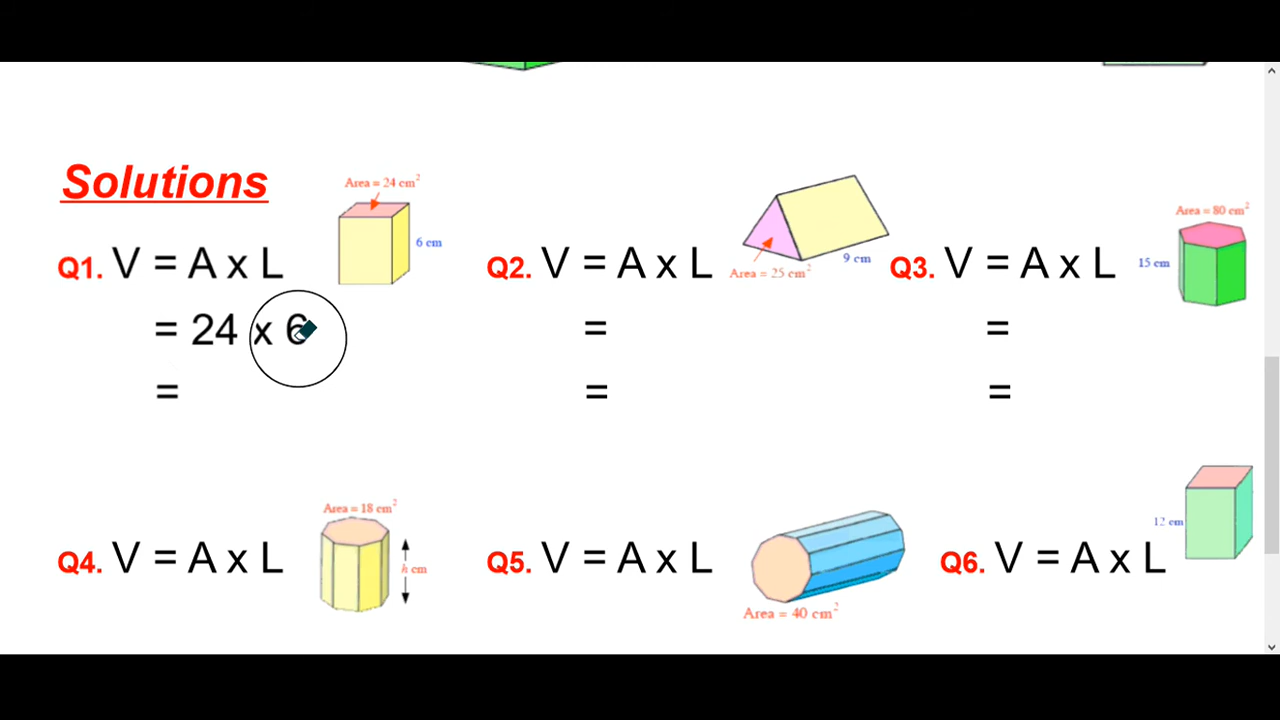 Solutions
Area = 24 cm²
6 cm
Q1. V = A x L
= 24 x 6
=
Q2. V = A x L
Area = 25 cm²
9 cm
=
=
Q3. V = A x L
Area = 80 cm²
15 cm
=
=
Q4. V = A x L
Area = 18 cm²
h cm
Q5. V = A x L
Area = 40 cm²
Q6. V = A x L
12 cm